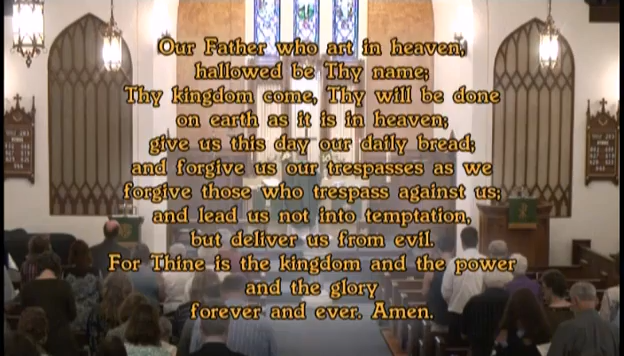 Our Father who art in heaven,
hallowed be Thy name;
Thy kingdom come, Thy will be done
on earth as it is in heaven;
give us this day our daily bread;
and forgive us our trespasses as we
forgive those who trespass against us;
and lead us not into temptation,
but deliver us from evil.
For Thine is the kingdom and the power
and the glory
forever and ever. Amen.